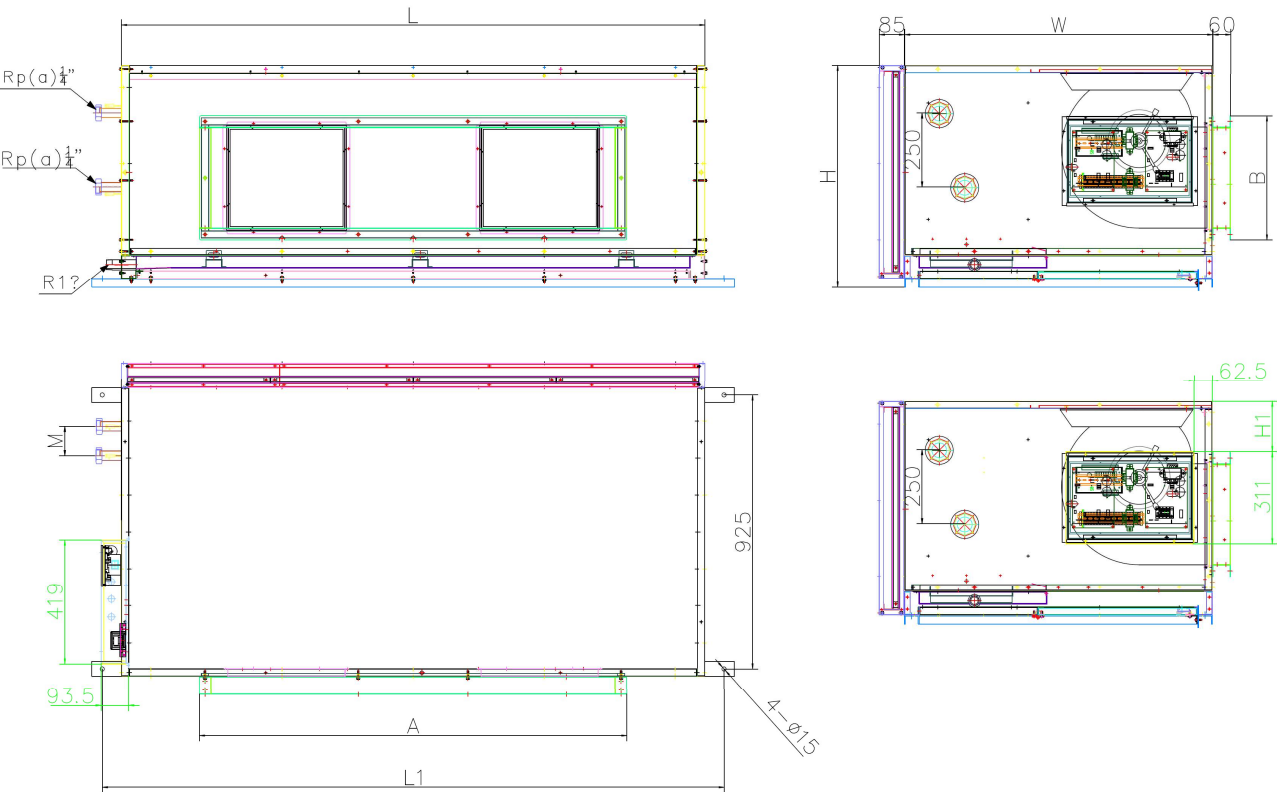 L
85
W
60
Rp(a)1/4"
Rp(a)1/4"
H
250
B
R1?
62.5
M
H1
250
311
925
419
93.5
A
4-ø15
L1